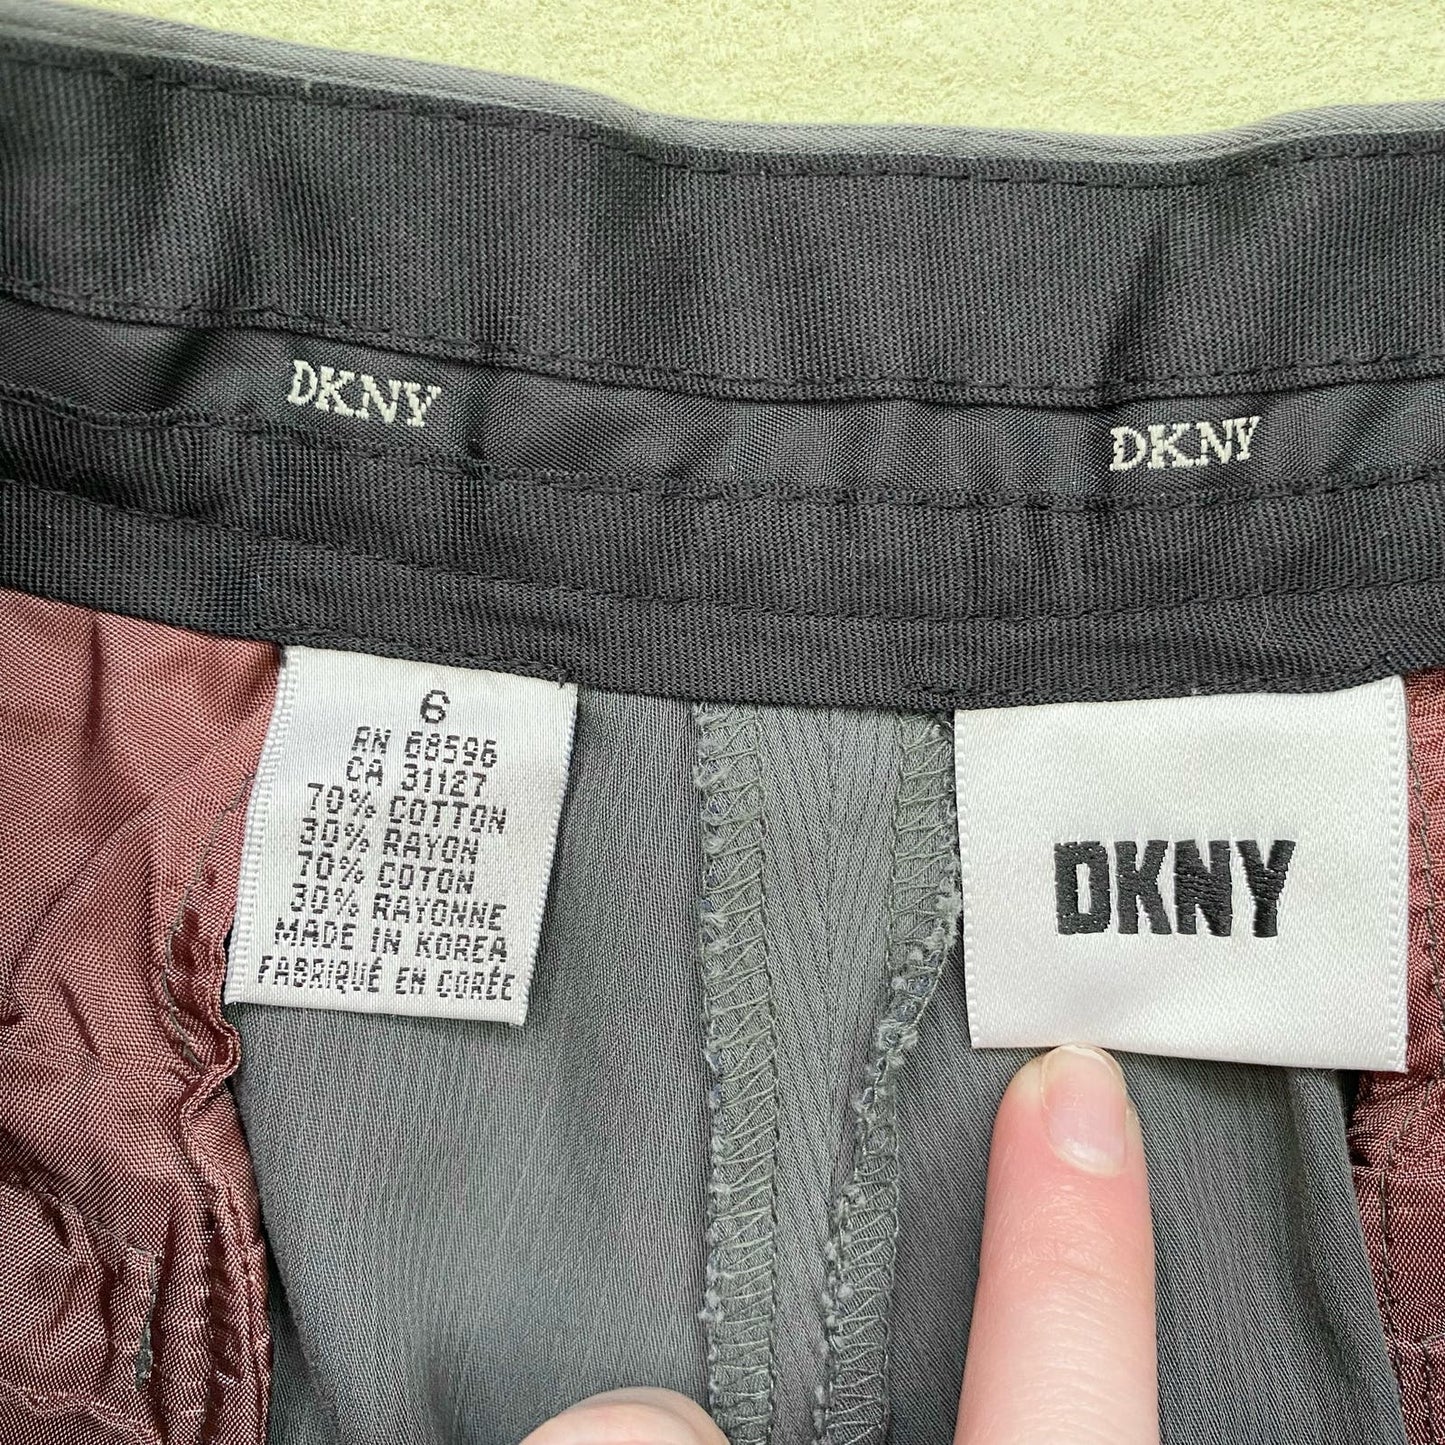 DKNY
DKNY
6
RN 68596
CA 31127
70% COTTON
30% RAYON
70% COTON
30% RAYONNE
MADE IN KOREA
FABRIQUÉ EN CORÉE
DKNY